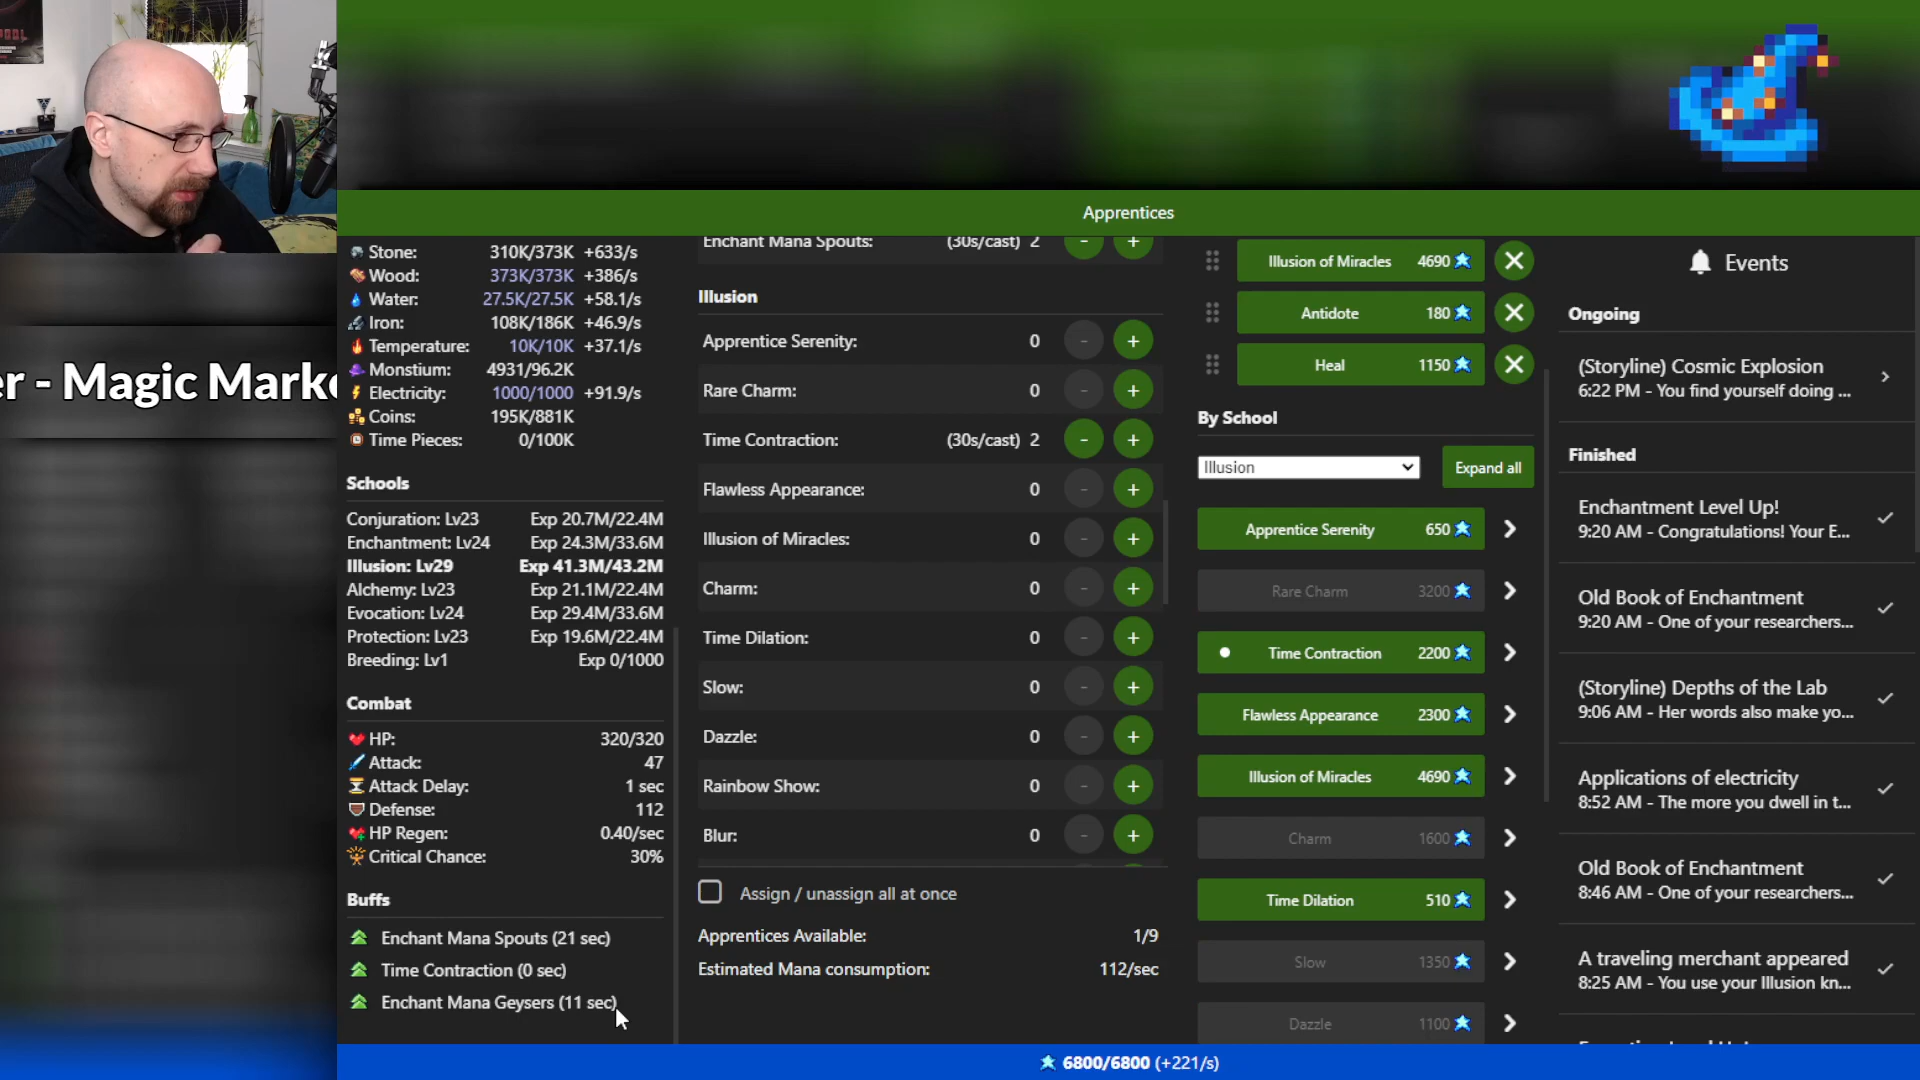 er - Magic Mark
Apprentices
Stone: 310K/373K +633/s
Wood: 373K/373K +386/s
Water: 27.5K/27.5K +58.1/s
Iron: 108K/186K +46.9/s
Temperature: 10K/10K +37.1/s
Monstium: 4931/96.2K
Electricity: 1000/1000 +91.9/s
Coins: 195K/881K
Time Pieces: 0/100K
Schools
Conjuration: Lv23 Exp 20.7M/22.4M
Enchantment: Lv24 Exp 24.3M/33.6M
Illusion: Lv29 Exp 41.3M/43.2M
Alchemy: Lv23 Exp 21.1M/22.4M
Evocation: Lv24 Exp 29.4M/33.6M
Protection: Lv23 Exp 19.6M/22.4M
Breeding: Lv1 Exp 0/1000
Combat
HP: 320/320
Attack: 47
Attack Delay: 1 sec
Defense: 112
HP Regen: 0.40/sec
Critical Chance: 30%
Buffs
Enchant Mana Spouts (21 sec)
Time Contraction (0 sec)
Enchant Mana Geysers (11 sec)
Enchant Mana Spouts: (30s/cast) 2 - +
Illusion
Apprentice Serenity: 0 - +
Rare Charm: 0 - +
Time Contraction: (30s/cast) 2 - +
Flawless Appearance: 0 - +
Illusion of Miracles: 0 - +
Charm: 0 - +
Time Dilation: 0 - +
Slow: 0 - +
Dazzle: 0 - +
Rainbow Show: 0 - +
Blur: 0 - +
Assign / unassign all at once
Apprentices Available: 1/9
Estimated Mana consumption: 112/sec
Illusion of Miracles 4690
Antidote 180
Heal 1150
By School
Illusion
Expand all
Apprentice Serenity 650
Rare Charm 3200
Time Contraction 2200
Flawless Appearance 2300
Illusion of Miracles 4690
Charm 1600
Time Dilation 510
Slow 1350
Dazzle 1100
Events
Ongoing
(Storyline) Cosmic Explosion
6:22 PM - You find yourself doing ...
Finished
Enchantment Level Up!
9:20 AM - Congratulations! Your E...
Old Book of Enchantment
9:20 AM - One of your researchers...
(Storyline) Depths of the Lab
9:06 AM - Her words also make yo...
Applications of electricity
8:52 AM - The more you dwell in t...
Old Book of Enchantment
8:46 AM - One of your researchers...
A traveling merchant appeared
8:25 AM - You use your Illusion kn...
6800/6800 (+221/s)